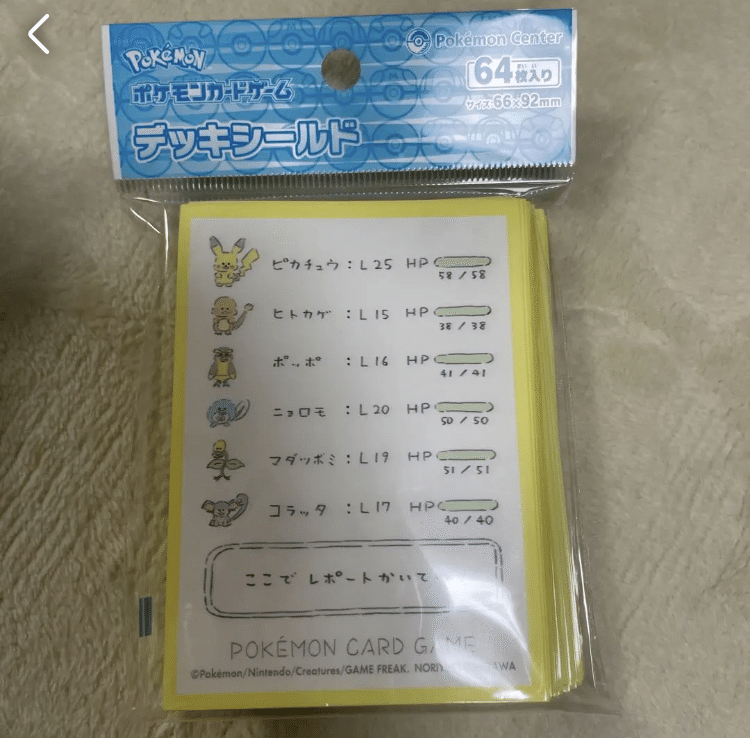 Pokémon Center
POKÉMON
64枚入り
まい い
ポケモンカードゲーム
サイズ:66×92mm
デッキシールド
ピカチュウ:L25 HP
58/58
ヒトカゲ:L15 HP
38/38
ポッポ:L16 HP
41/41
ニョロモ:L20 HP
50/50
マダツボミ:L19 HP
51/51
コラッタ:L17 HP
40/40
ここで レポートかいて
POKÉMON CARD GAME
©Pokémon/Nintendo/Creatures/GAME FREAK.